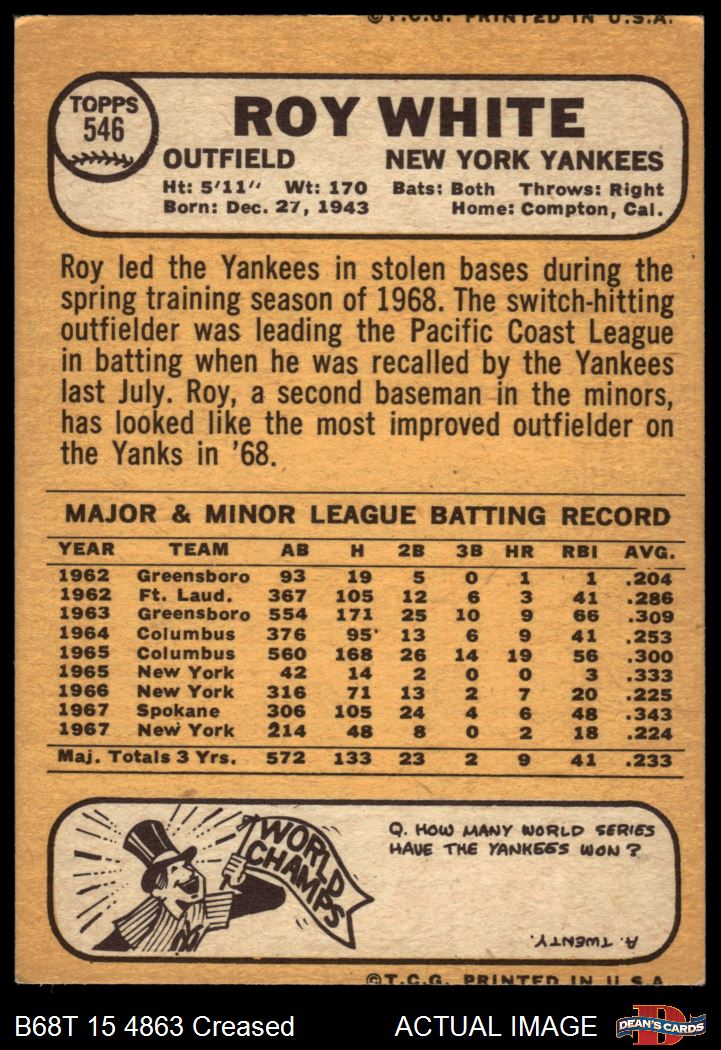 ©T.C.G. PRINTED IN U.S.A.
TOPPS
546
ROY WHITE
OUTFIELD NEW YORK YANKEES
Ht: 5'11" Wt: 170 Bats: Both Throws: Right
Born: Dec. 27, 1943 Home: Compton, Cal.
Roy led the Yankees in stolen bases during the
spring training season of 1968. The switch-hitting
outfielder was leading the Pacific Coast League
in batting when he was recalled by the Yankees
last July. Roy, a second baseman in the minors,
has looked like the most improved outfielder on
the Yanks in '68.
MAJOR & MINOR LEAGUE BATTING RECORD
YEAR TEAM AB H 2B 3B HR RBI AVG.
1962 Greensboro 93 19 5 0 1 1 .204
1962 Ft. Laud. 367 105 12 6 3 41 .286
1963 Greensboro 554 171 25 10 9 66 .309
1964 Columbus 376 95 13 6 9 41 .253
1965 Columbus 560 168 26 14 19 56 .300
1965 New York 42 14 2 0 0 3 .333
1966 New York 316 71 13 2 7 20 .225
1967 Spokane 306 105 24 4 6 48 .343
1967 New York 214 48 8 0 2 18 .224
Maj. Totals 3 Yrs. 572 133 23 2 9 41 .233
WORLD
CHAMPS
Q. HOW MANY WORLD SERIES
HAVE THE YANKEES WON?
A. TWENTY.
©T.C.G. PRINTED IN U.S.A.
B68T 15 4863 Creased ACTUAL IMAGE
D
DEAN'S CARDS